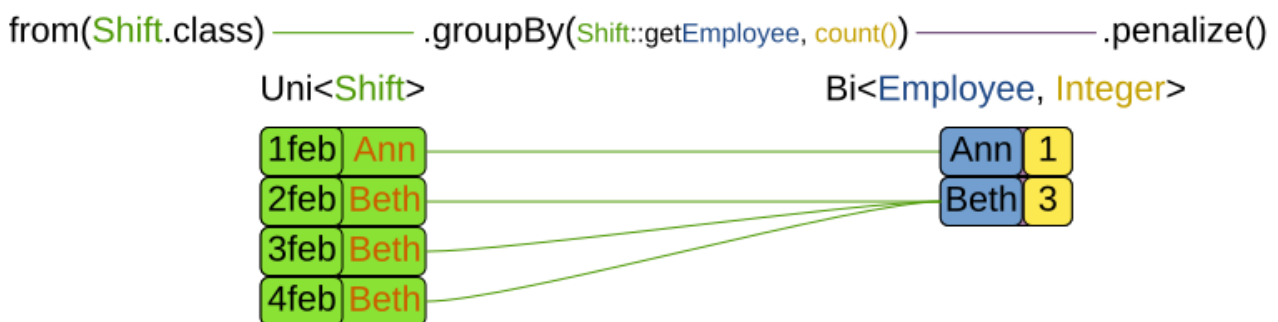 from(Shift.class) .groupBy(Shift::getEmployee, count()) .penalize()
Uni<Shift> Bi<Employee, Integer>
1feb Ann Ann 1
2feb Beth Beth 3
3feb Beth
4feb Beth